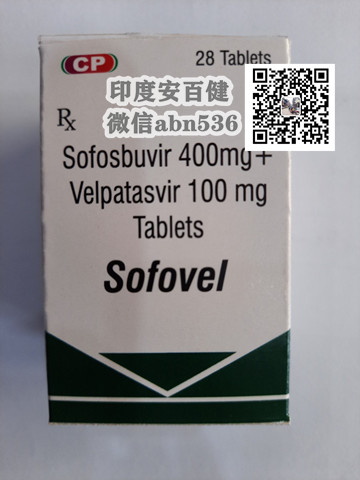 CP
28 Tablets
印度安百健
微信abn536
Rx
Sofosbuvir 400mg+
Velpatasvir 100 mg
Tablets
Sofovel